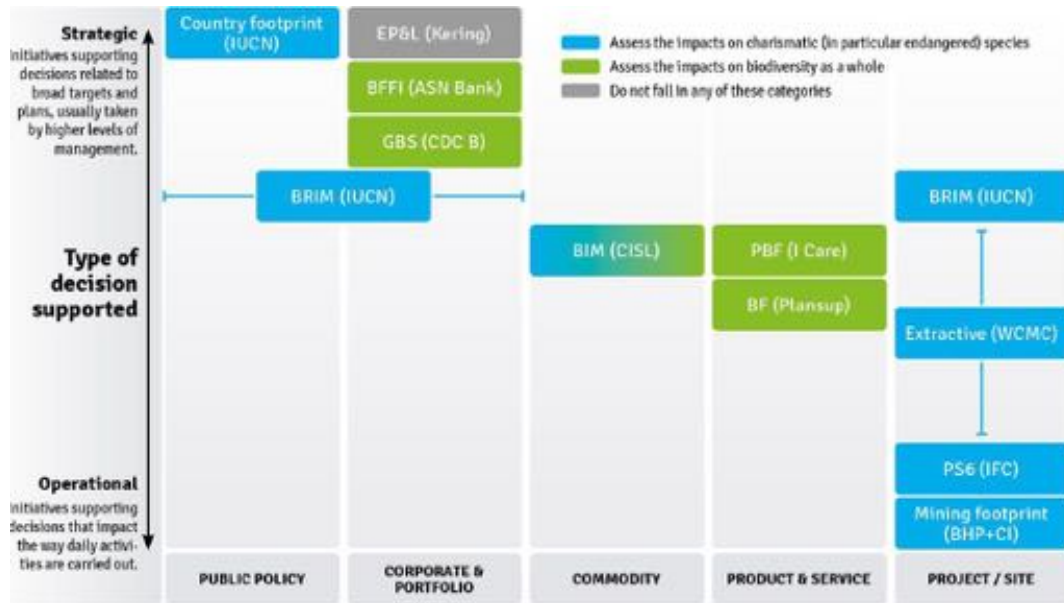 Strategic
Initiatives supporting
decisions related to
broad targets and
plans, usually taken
by higher levels of
management.
Type of
decision
supported
Operational
Initiatives supporting
decisions that impact
the way daily activi-
ties are carried out.
Country footprint
(IUCN)
EP&L (Kering)
BFFI (ASN Bank)
GBS (CDC B)
BRIM (IUCN)
Assess the impacts on charismatic (in particular endangered) species
Assess the impacts on biodiversity as a whole
Do not fall in any of these categories
BIM (CISL)
PBF (I Care)
BF (Plansup)
BRIM (IUCN)
Extractive (WCMC)
PS6 (IFC)
Mining footprint
(BHP+CI)
PUBLIC POLICY
CORPORATE &
PORTFOLIO
COMMODITY
PRODUCT & SERVICE
PROJECT / SITE